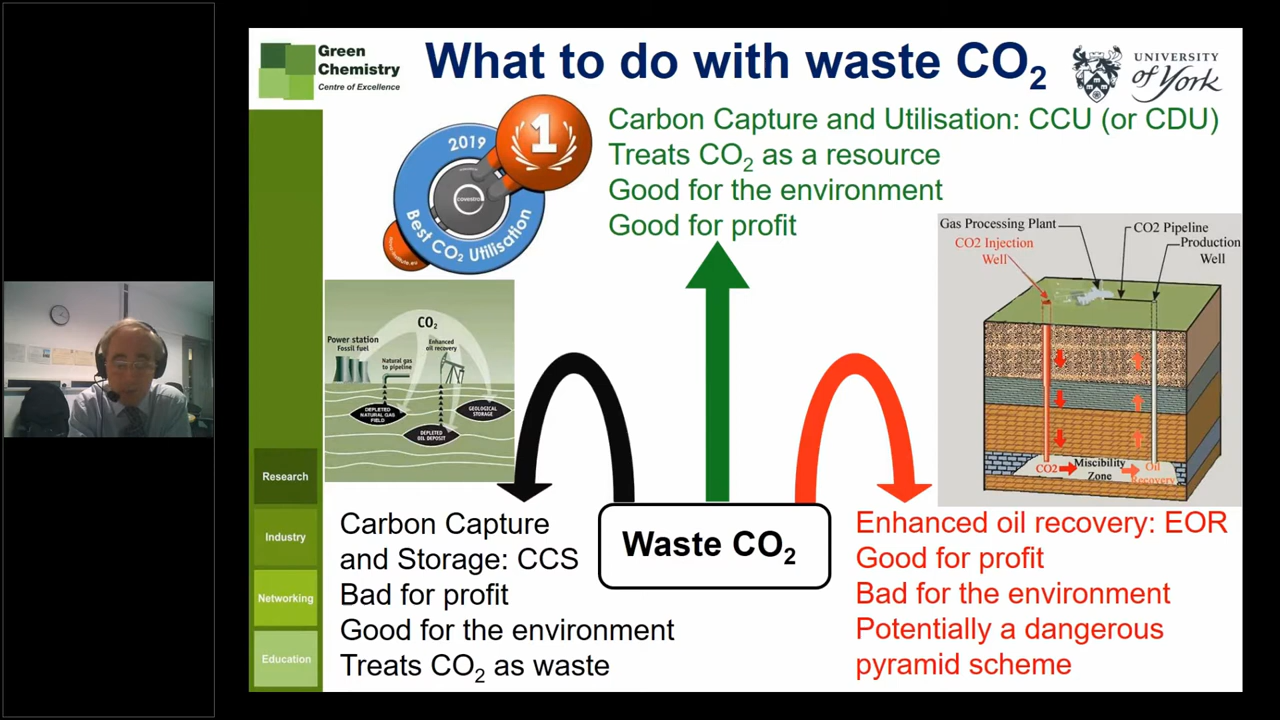 Green
Chemistry
Centre of Excellence
What to do with waste CO₂
UNIVERSITY
of York
2019
1
covestro
Best CO₂ Utilisation
Carbon Capture and Utilisation: CCU (or CDU)
Treats CO₂ as a resource
Good for the environment
Good for profit
Gas Processing Plant
CO2 Pipeline
CO2 Injection
Well
Production
Well
CO2
Miscibility
Zone
Oil
Recovery
CO₂
Power station
Fossil fuel
Enhanced
oil recovery
Natural gas
to pipeline
DEPLETED
NATURAL GAS
FIELD
GEOLOGICAL
STORAGE
DEPLETED
OIL DEPOSIT
Research
Industry
Networking
Education
Carbon Capture
and Storage: CCS
Bad for profit
Good for the environment
Treats CO₂ as waste
Waste CO₂
Enhanced oil recovery: EOR
Good for profit
Bad for the environment
Potentially a dangerous
pyramid scheme